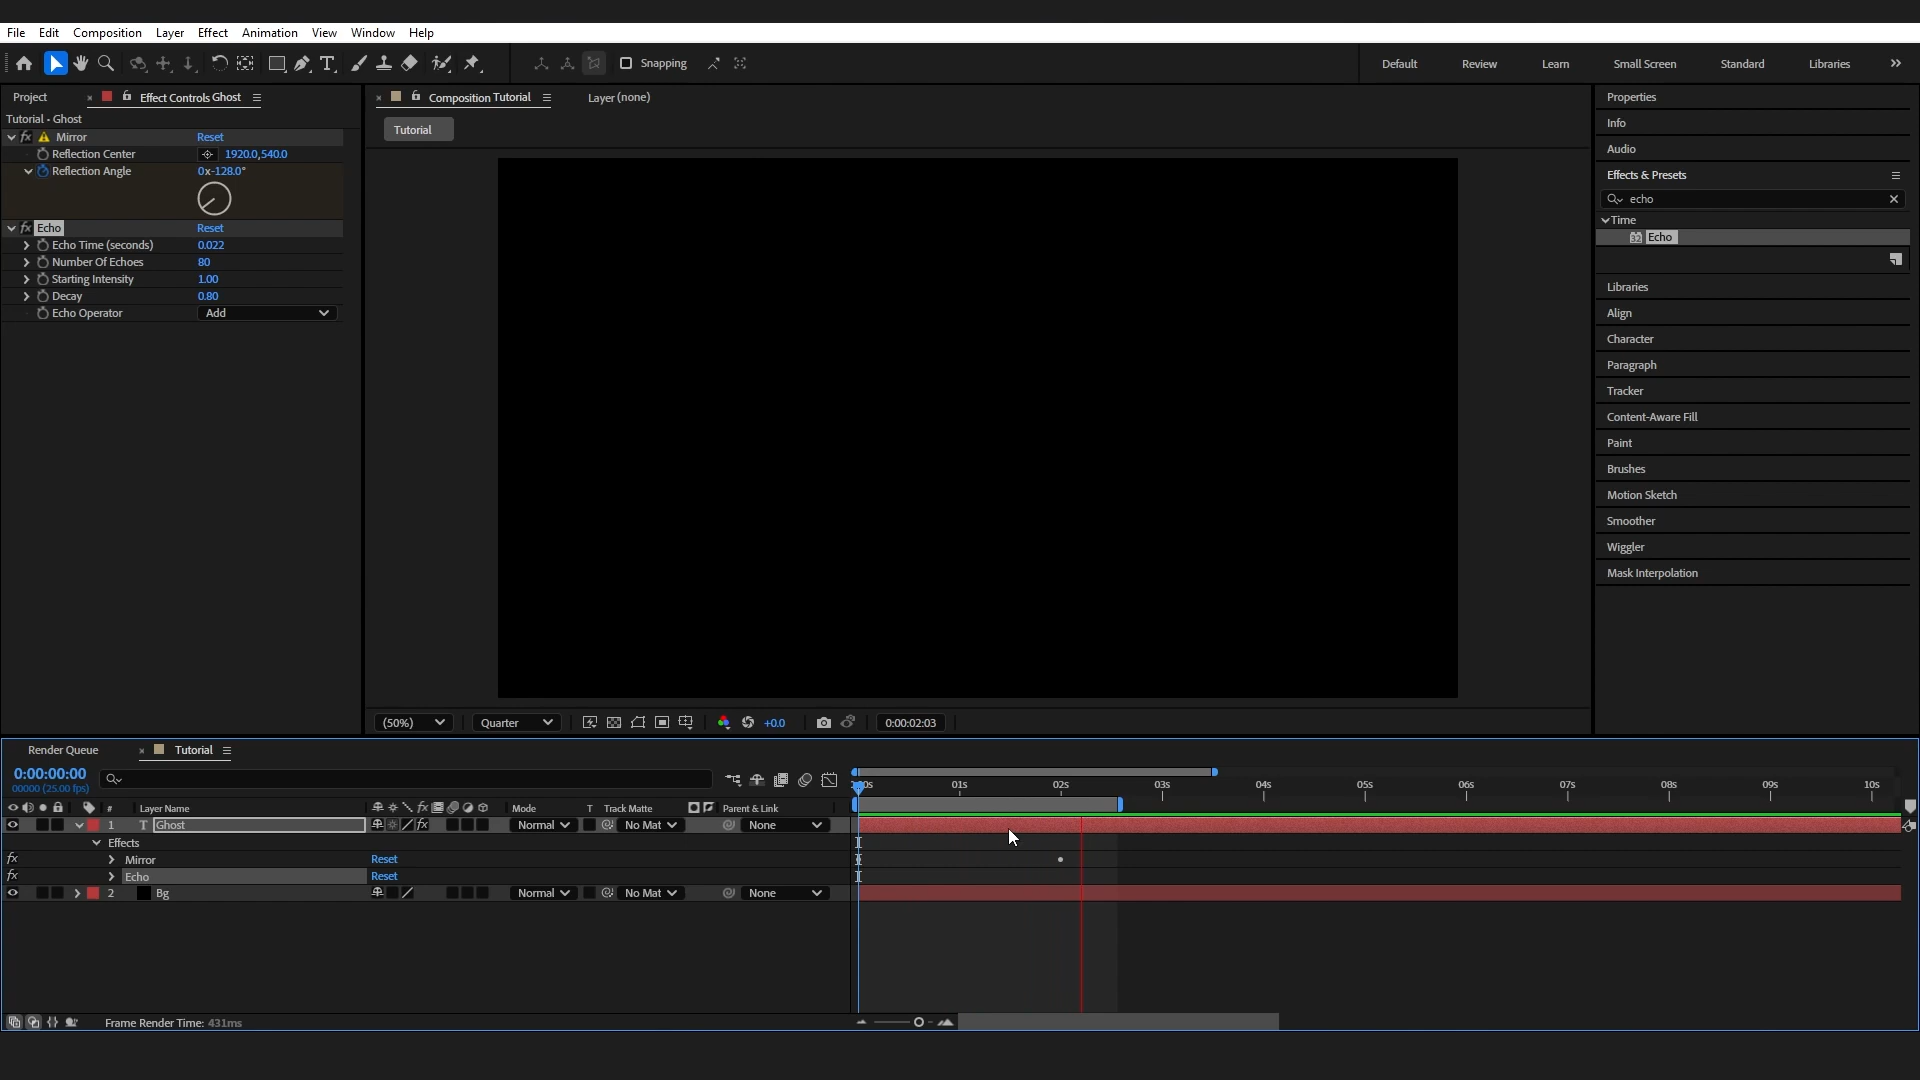 File Edit Composition Layer Effect Animation View Window Help
Snapping Default Review Learn Small Screen Standard Libraries
Project Effect Controls Ghost
Tutorial • Ghost
fx Mirror Reset
Reflection Center 1920.0,540.0
Reflection Angle 0x-128.0°
fx Echo Reset
Echo Time (seconds) 0.022
Number Of Echoes 80
Starting Intensity 1.00
Decay 0.80
Echo Operator Add
Composition Tutorial Layer (none)
Tutorial
(50%) Quarter +0.0 0:00:02:03
Properties
Info
Audio
Effects & Presets
echo
Time
32 Echo
Libraries
Align
Character
Paragraph
Tracker
Content-Aware Fill
Paint
Brushes
Motion Sketch
Smoother
Wiggler
Mask Interpolation
Render Queue Tutorial
0:00:00:00
00000 (25.00 fps)
:00s 01s 02s 03s 04s 05s 06s 07s 08s 09s 10s
# Layer Name fx Mode T Track Matte Parent & Link
1 T Ghost fx Normal No Mat None
Effects
fx Mirror Reset
fx Echo Reset
2 Bg Normal No Mat None
Frame Render Time: 431ms